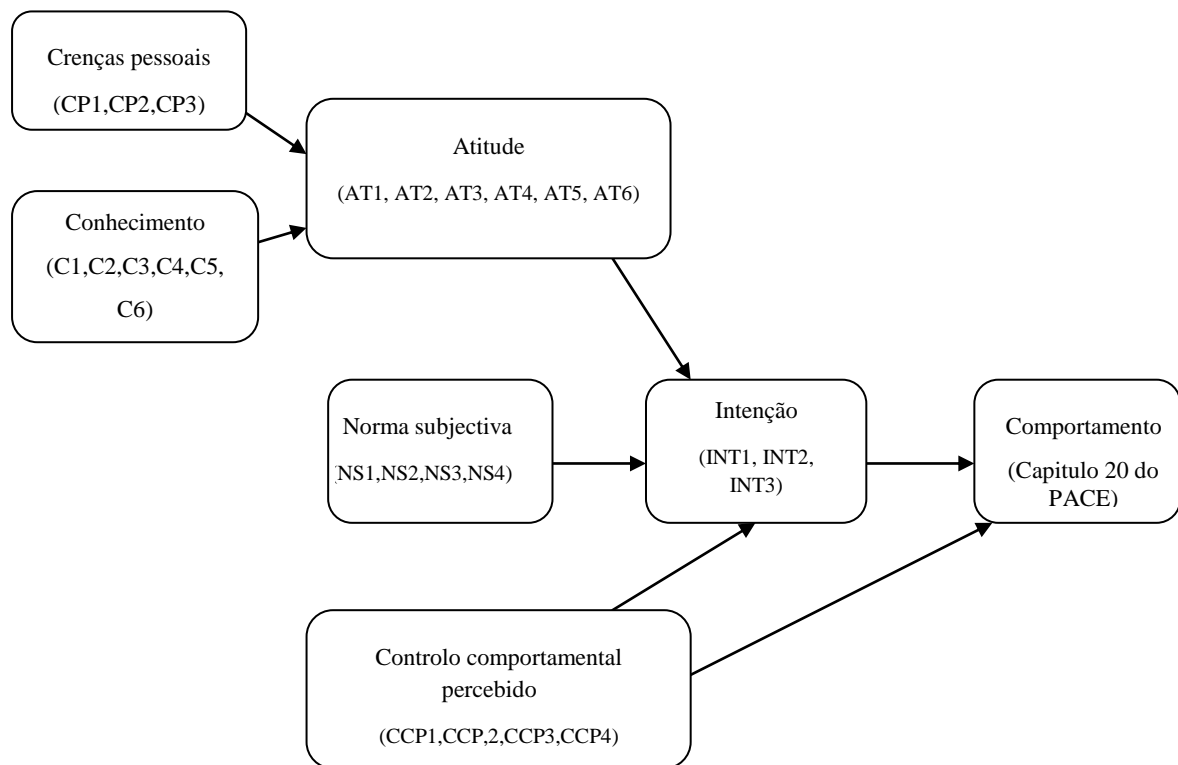 Crenças pessoais
(CP1,CP2,CP3)
Atitude
(AT1, AT2, AT3, AT4, AT5, AT6)
Conhecimento
(C1,C2,C3,C4,C5,
C6)
Norma subjectiva
(NS1,NS2,NS3,NS4)
Intenção
(INT1, INT2,
INT3)
Comportamento
(Capitulo 20 do
PACE)
Controlo comportamental
percebido
(CCP1,CCP,2,CCP3,CCP4)